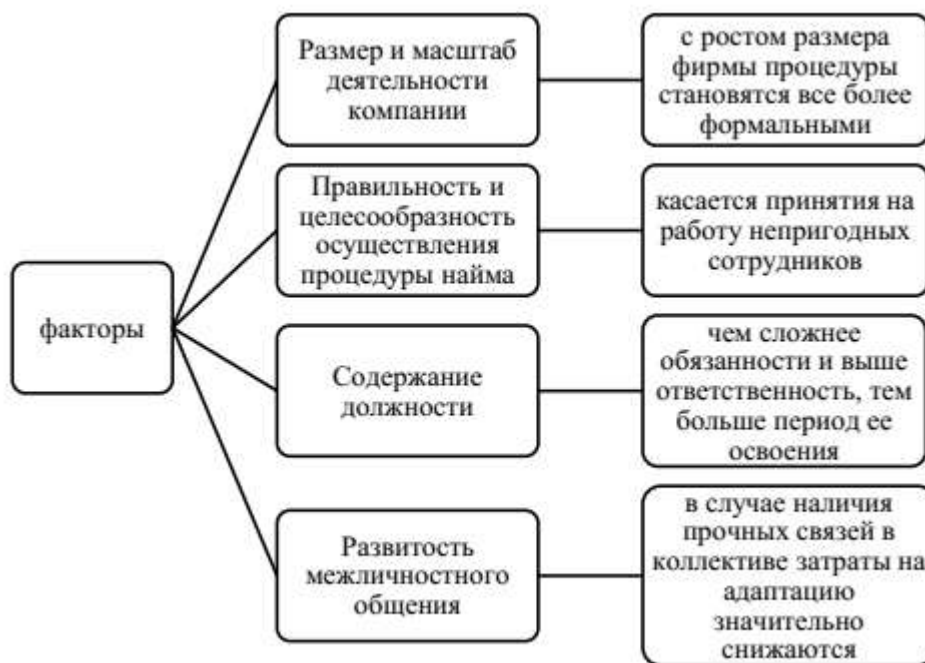 факторы
Размер и масштаб
деятельности
компании
с ростом размера
фирмы процедуры
становятся все более
формальными
Правильность и
целесообразность
осуществления
процедуры найма
касается принятия на
работу непригодных
сотрудников
Содержание
должности
чем сложнее
обязанности и выше
ответственность, тем
больше период ее
освоения
Развитость
межличностного
общения
в случае наличия
прочных связей в
коллективе затраты на
адаптацию
значительно
снижаются